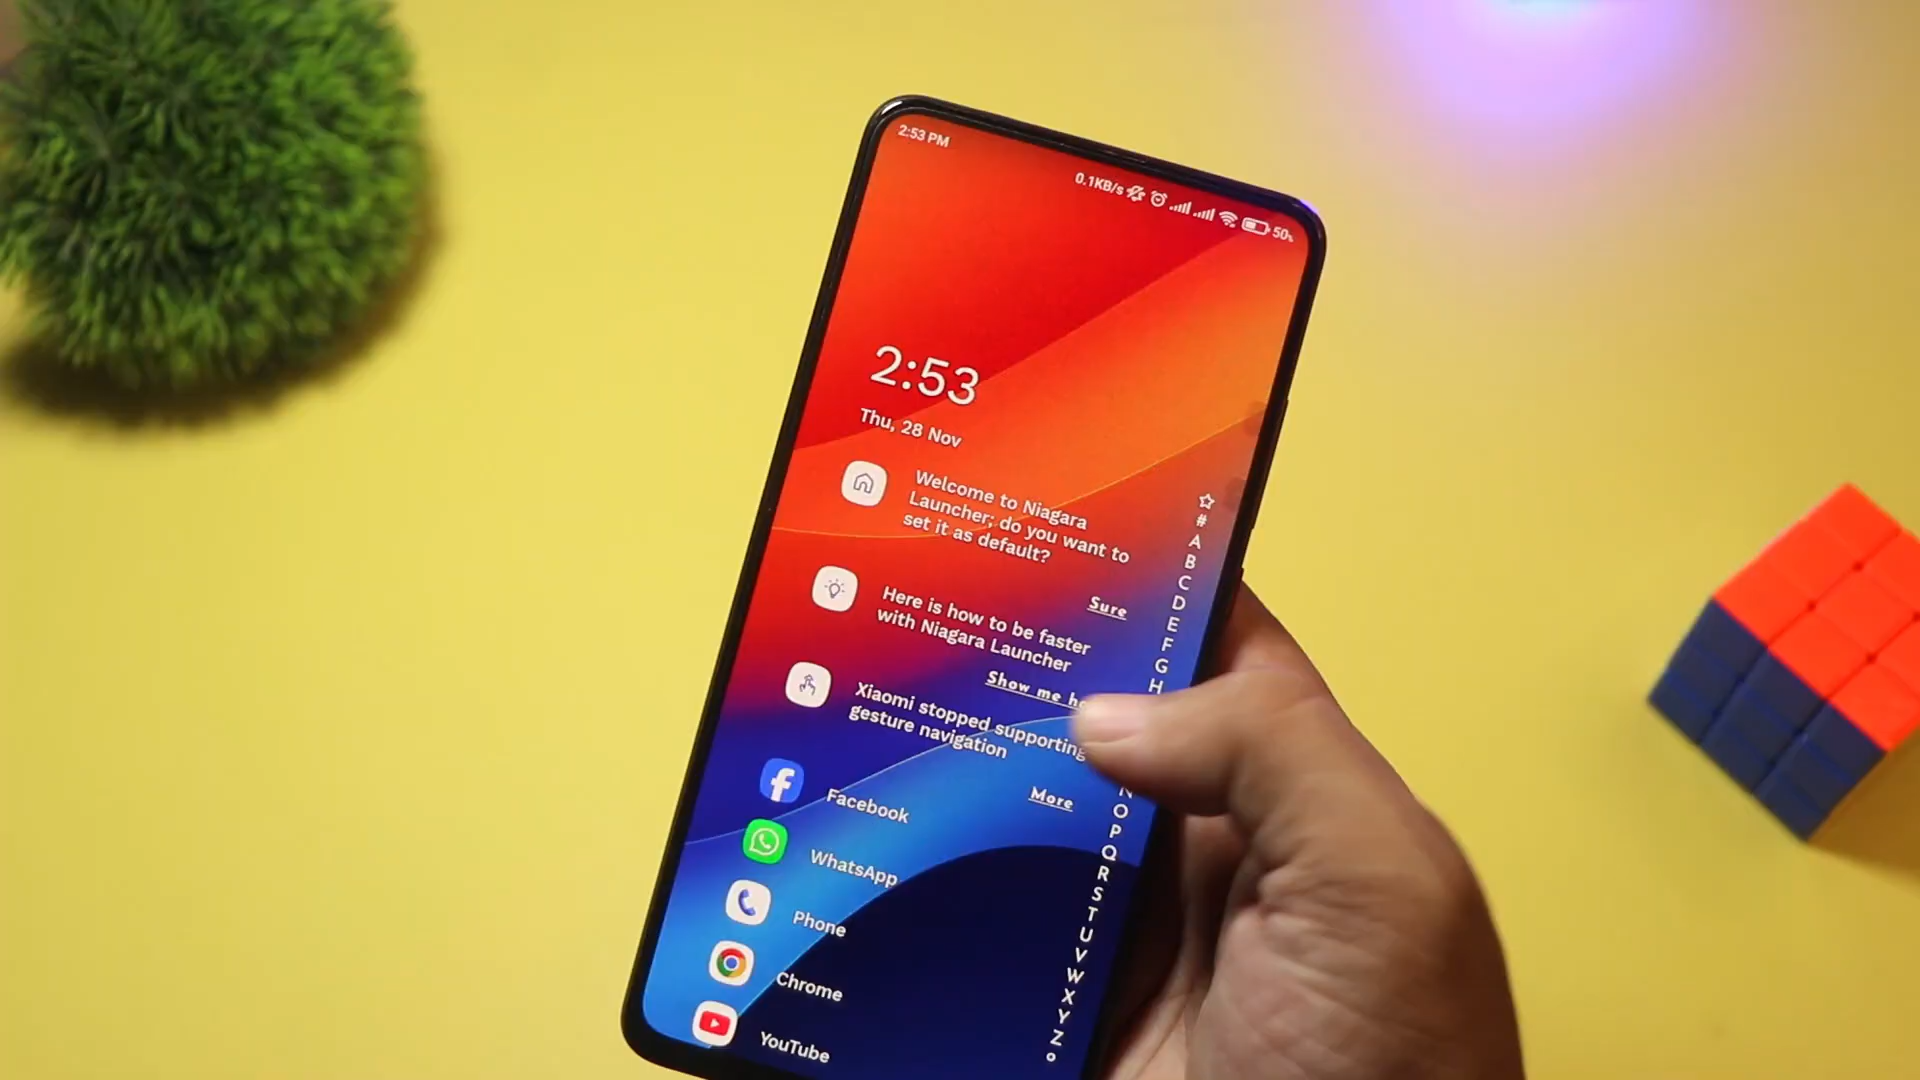 2:53 PM
0.1KB/s
50%
2:53
Thu, 28 Nov
Welcome to Niagara
Launcher; do you want to
set it as default?
Sure
Here is how to be faster
with Niagara Launcher
Show me
Xiaomi stopped supporting
gesture navigation
More
Facebook
WhatsApp
Phone
Chrome
YouTube
#
A
B
C
D
E
F
G
H
N
O
P
Q
R
S
T
U
V
W
X
Y
Z